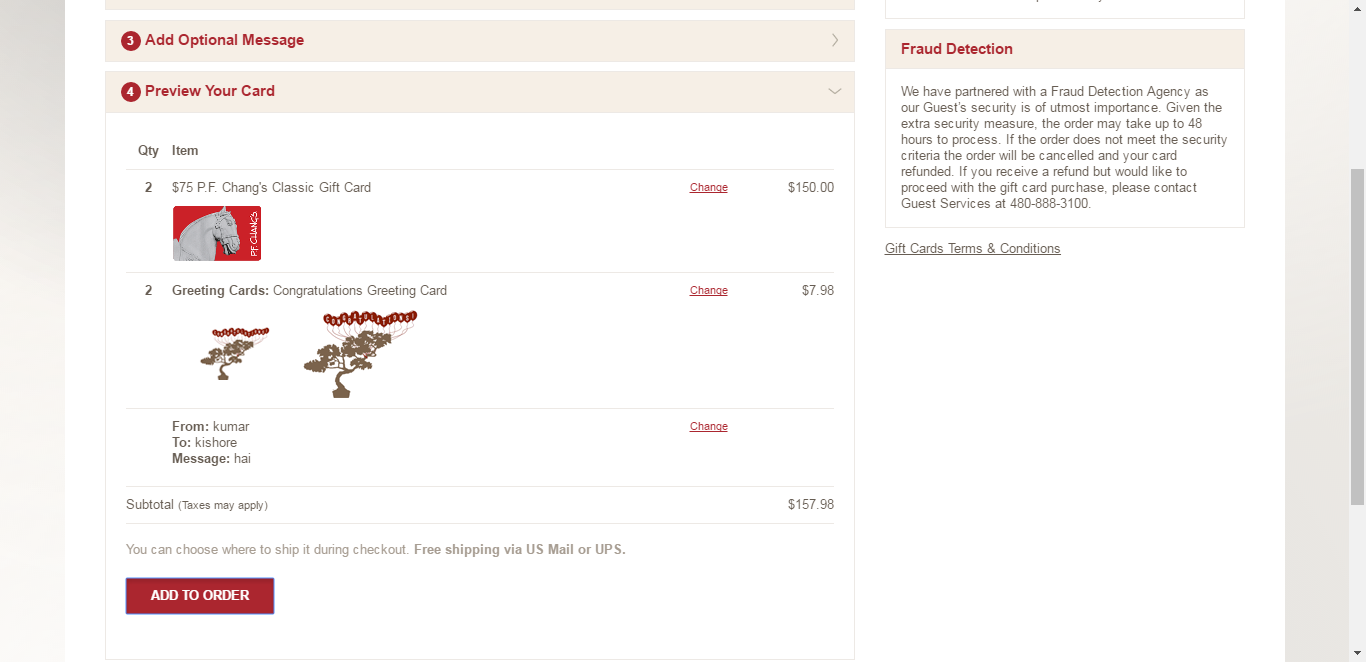 3 Add Optional Message
4 Preview Your Card
Qty Item
2 $75 P.F. Chang's Classic Gift Card Change $150.00
P.F. CHANG'S
2 Greeting Cards: Congratulations Greeting Card Change $7.98
From: kumar Change
To: kishore
Message: hai
Subtotal (Taxes may apply) $157.98
You can choose where to ship it during checkout. Free shipping via US Mail or UPS.
ADD TO ORDER
Fraud Detection
We have partnered with a Fraud Detection Agency as
our Guest's security is of utmost importance. Given the
extra security measure, the order may take up to 48
hours to process. If the order does not meet the security
criteria the order will be cancelled and your card
refunded. If you receive a refund but would like to
proceed with the gift card purchase, please contact
Guest Services at 480-888-3100.
Gift Cards Terms & Conditions